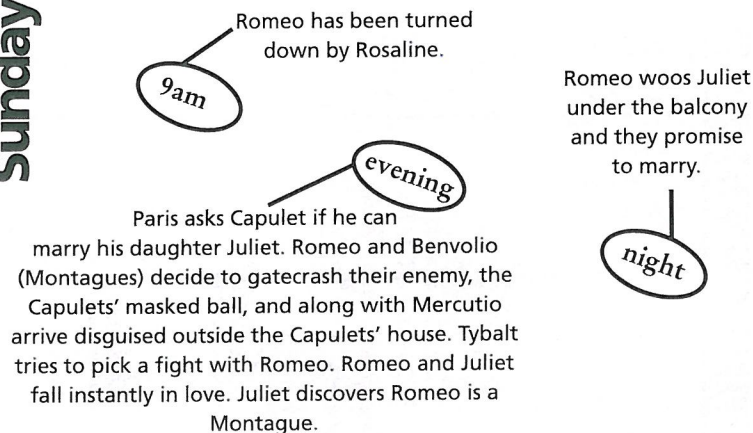 Sunday
Romeo has been turned
down by Rosaline.
9am
evening
Paris asks Capulet if he can
marry his daughter Juliet. Romeo and Benvolio
(Montagues) decide to gatecrash their enemy, the
Capulets' masked ball, and along with Mercutio
arrive disguised outside the Capulets' house. Tybalt
tries to pick a fight with Romeo. Romeo and Juliet
fall instantly in love. Juliet discovers Romeo is a
Montague.
Romeo woos Juliet
under the balcony
and they promise
to marry.
night